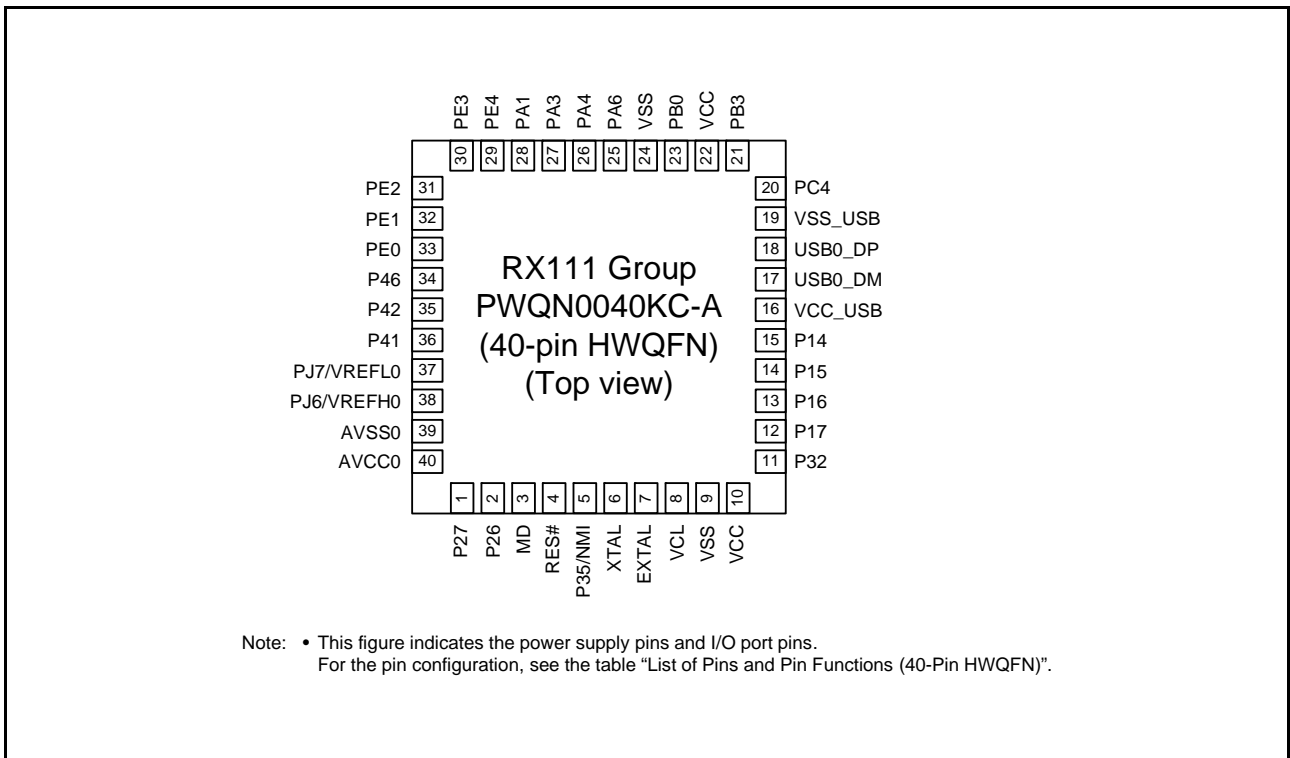 PE3 PE4 PA1 PA3 PA4 PA6 VSS PB0 VCC PB3
30 29 28 27 26 25 24 23 22 21
PE2 31
PE1 32
PE0 33
P46 34
P42 35
P41 36
PJ7/VREFL0 37
PJ6/VREFH0 38
AVSS0 39
AVCC0 40
RX111 Group
PWQN0040KC-A
(40-pin HWQFN)
(Top view)
20 PC4
19 VSS_USB
18 USB0_DP
17 USB0_DM
16 VCC_USB
15 P14
14 P15
13 P16
12 P17
11 P32
1 2 3 4 5 6 7 8 9 10
P27 P26 MD RES# P35/NMI XTAL EXTAL VCL VSS VCC
Note: • This figure indicates the power supply pins and I/O port pins.
For the pin configuration, see the table “List of Pins and Pin Functions (40-Pin HWQFN)”.